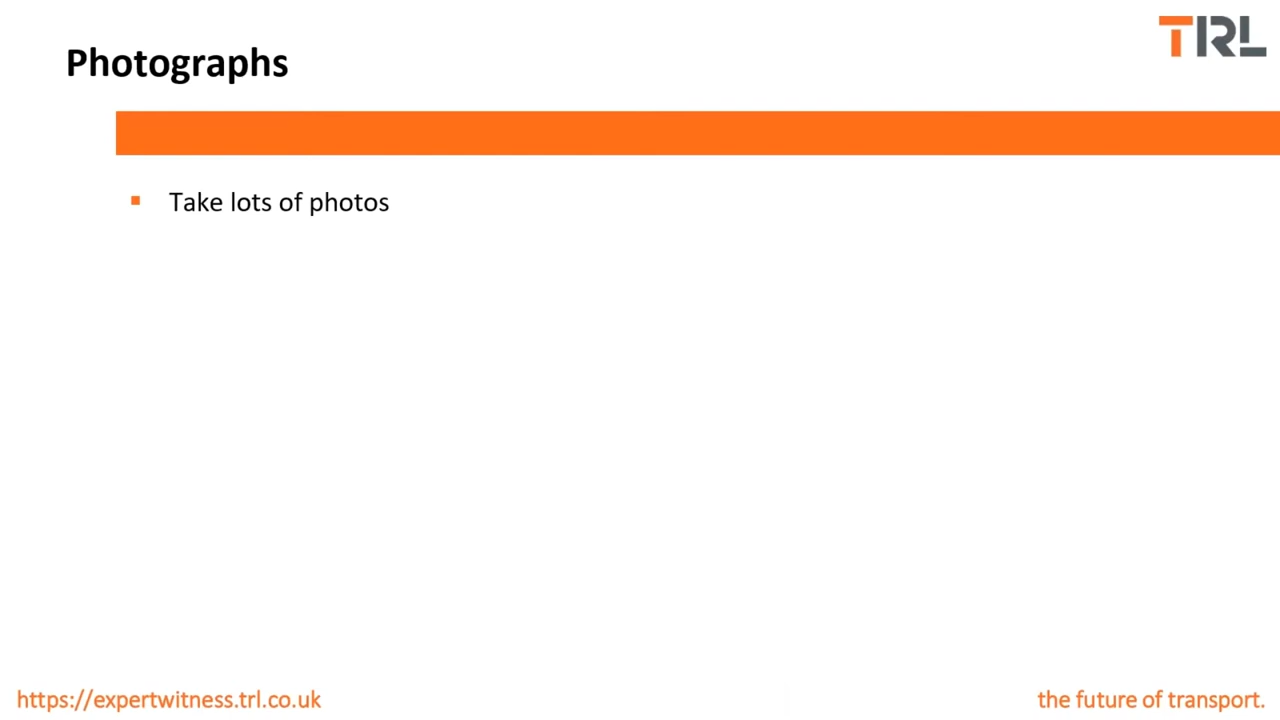 TRL
Photographs
Take lots of photos
https://expertwitness.trl.co.uk
the future of transport.